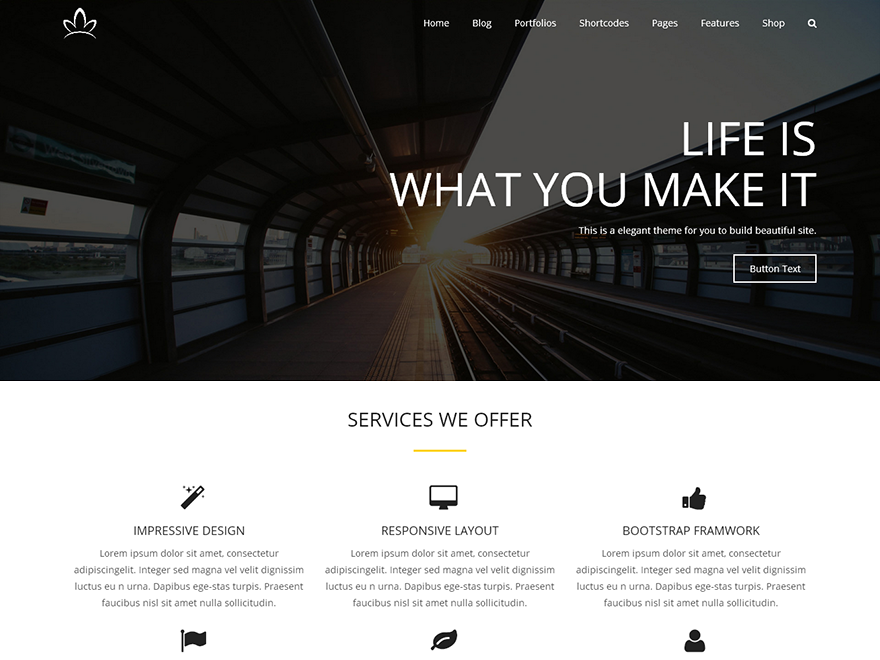 Home Blog Portfolios Shortcodes Pages Features Shop
LIFE IS
WHAT YOU MAKE IT
This is a elegant theme for you to build beautiful site.
Button Text
SERVICES WE OFFER
IMPRESSIVE DESIGN
Lorem ipsum dolor sit amet, consectetur
adipiscingelit. Integer sed magna vel velit dignissim
luctus eu n urna. Dapibus ege-stas turpis. Praesent
faucibus nisl sit amet nulla sollicitudin.
RESPONSIVE LAYOUT
Lorem ipsum dolor sit amet, consectetur
adipiscingelit. Integer sed magna vel velit dignissim
luctus eu n urna. Dapibus ege-stas turpis. Praesent
faucibus nisl sit amet nulla sollicitudin.
BOOTSTRAP FRAMWORK
Lorem ipsum dolor sit amet, consectetur
adipiscingelit. Integer sed magna vel velit dignissim
luctus eu n urna. Dapibus ege-stas turpis. Praesent
faucibus nisl sit amet nulla sollicitudin.